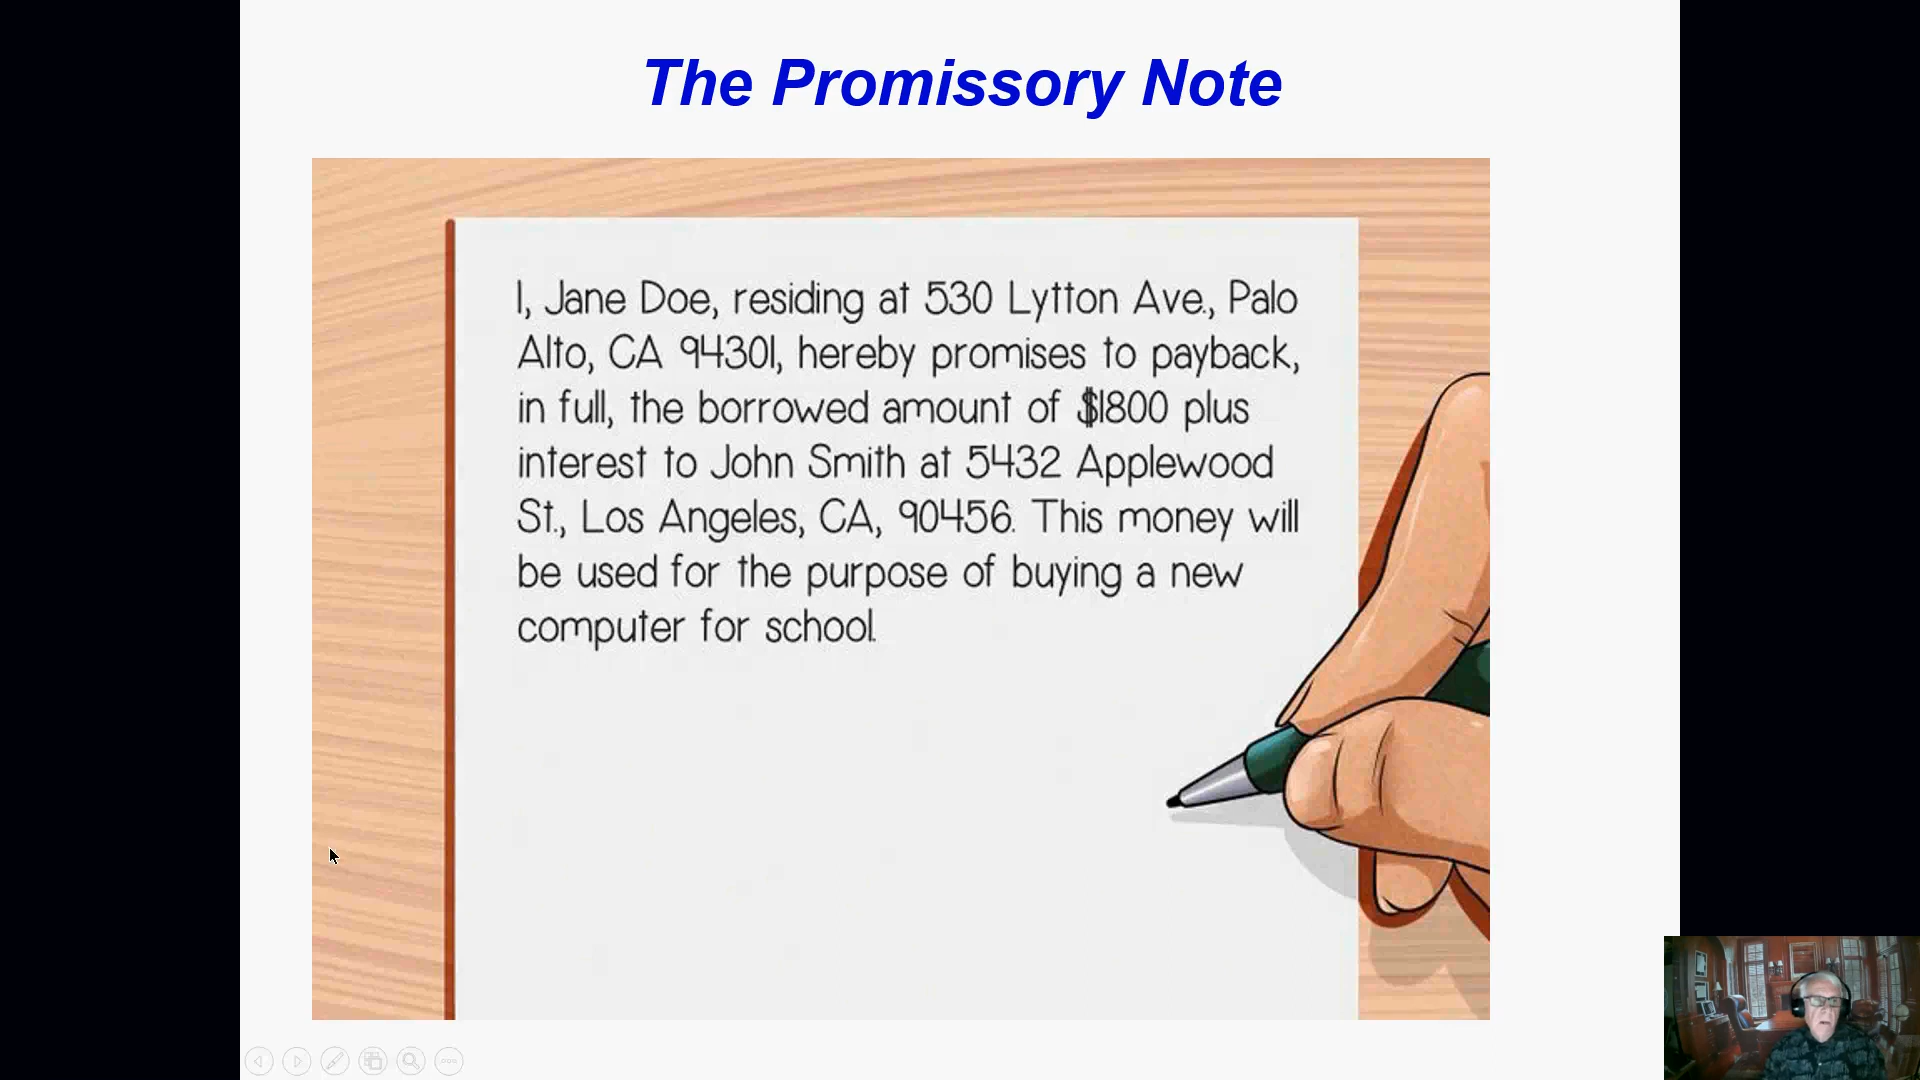 The Promissory Note
I, Jane Doe, residing at 530 Lytton Ave., Palo
Alto, CA 94301, hereby promises to payback,
in full, the borrowed amount of $1800 plus
interest to John Smith at 5432 Applewood
St., Los Angeles, CA, 90456. This money will
be used for the purpose of buying a new
computer for school.